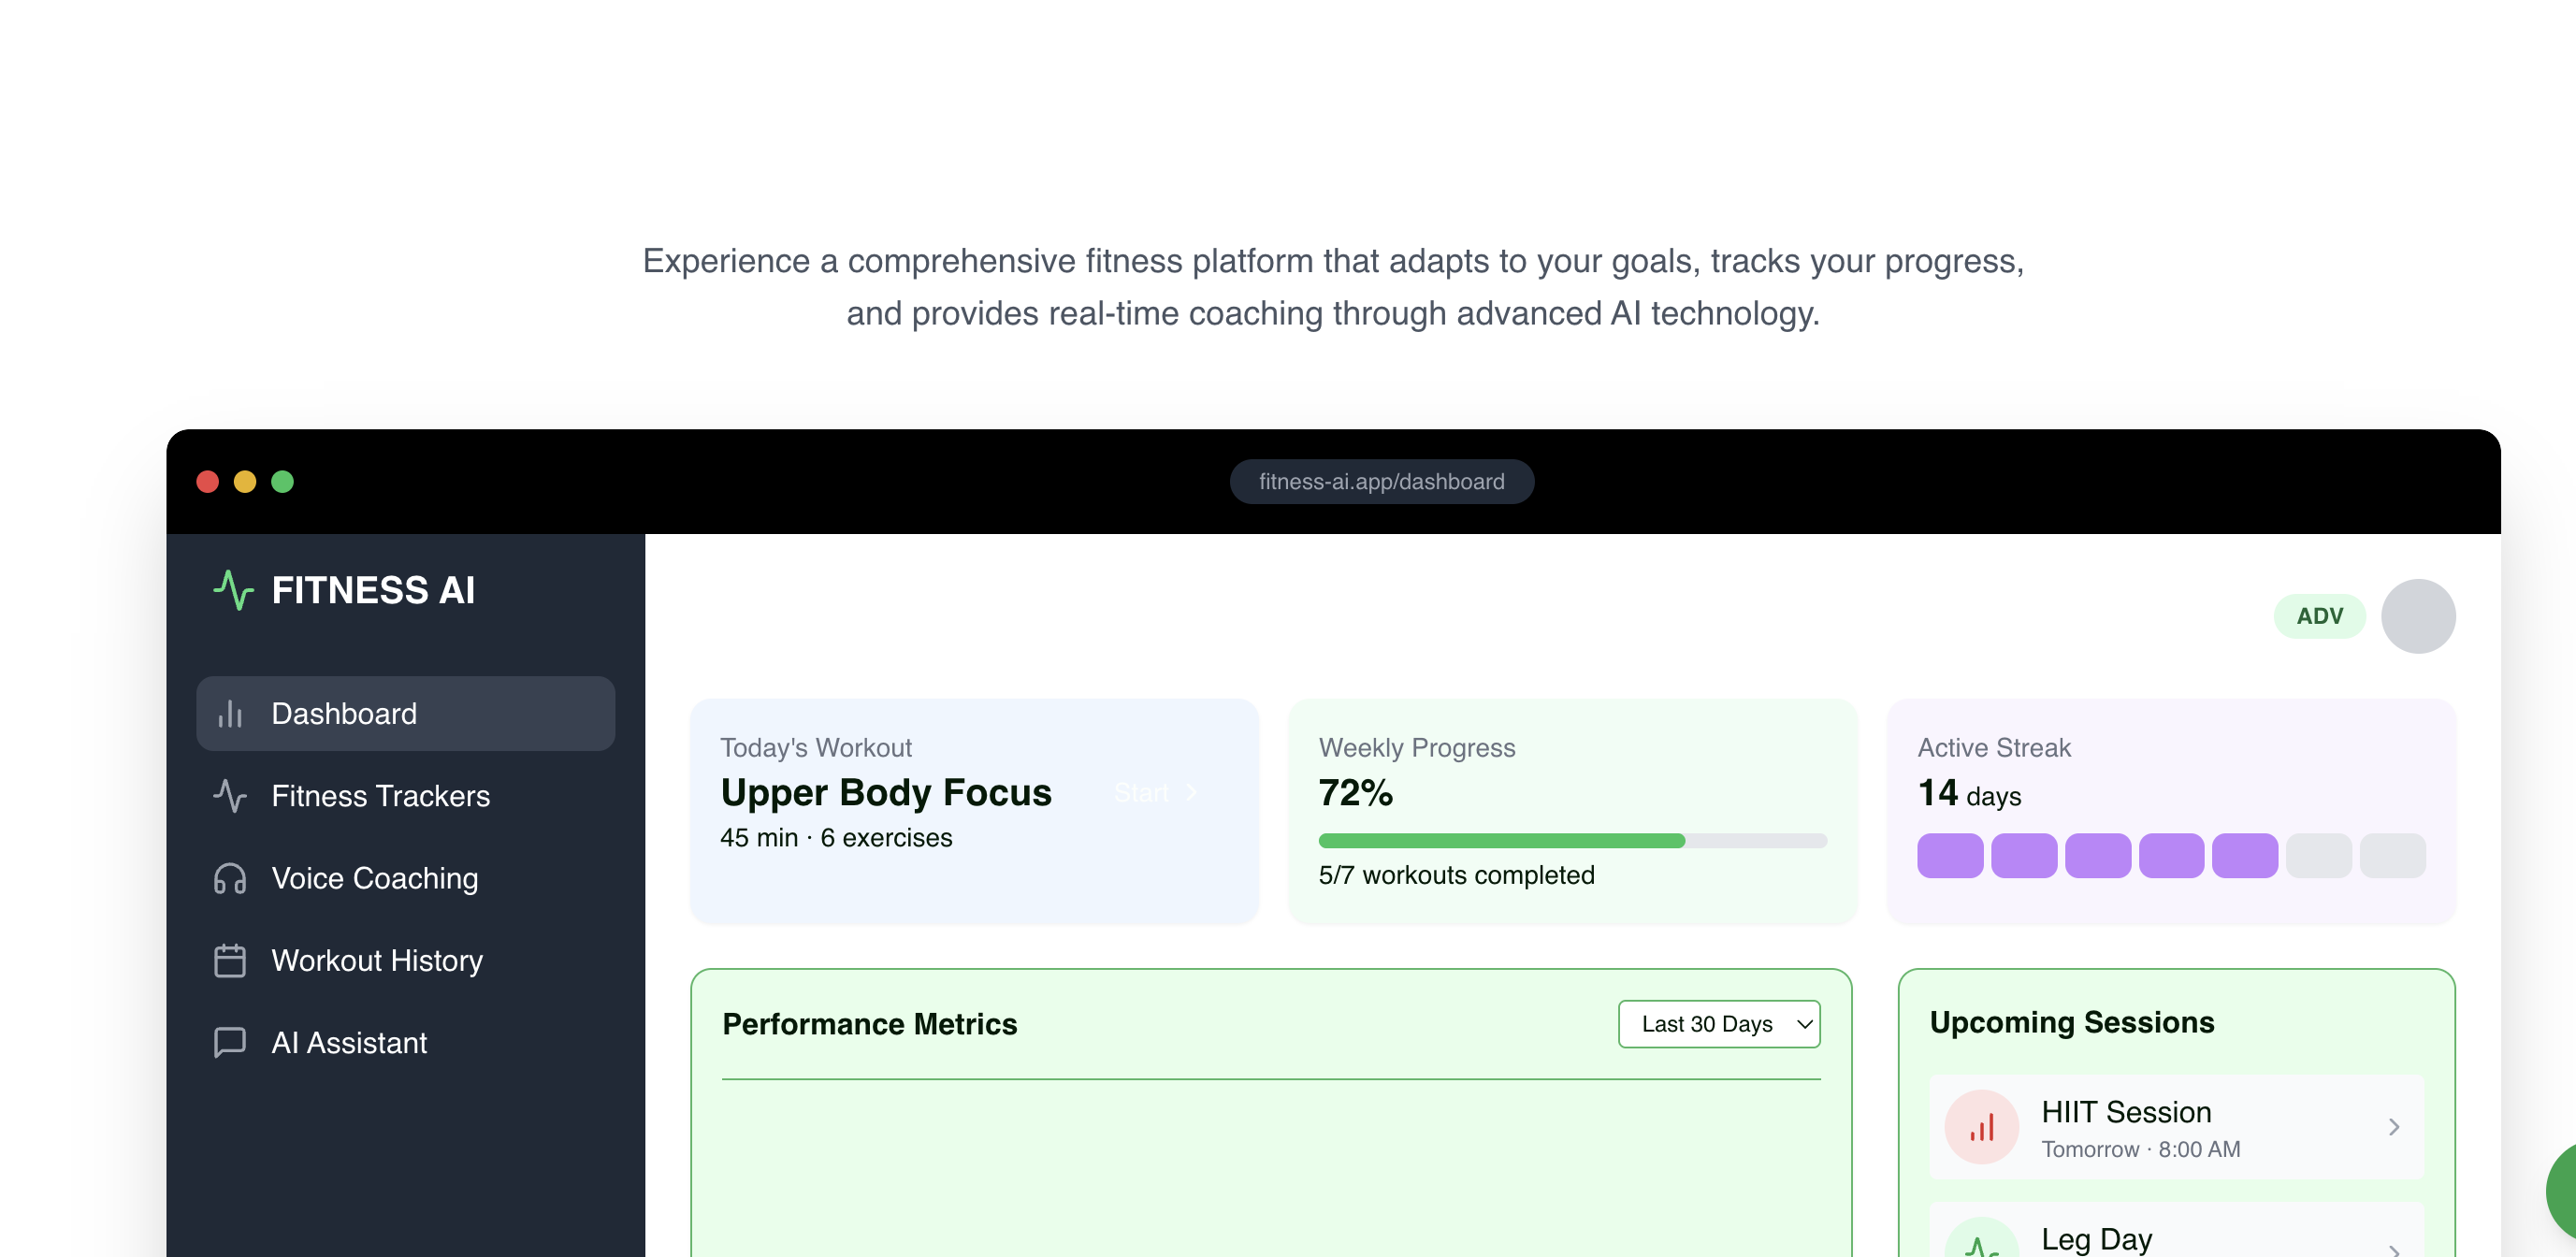 Experience a comprehensive fitness platform that adapts to your goals, tracks your progress,
and provides real-time coaching through advanced AI technology.
fitness-ai.app/dashboard
FITNESS AI
Dashboard
Fitness Trackers
Voice Coaching
Workout History
AI Assistant
ADV
Today's Workout
Upper Body Focus
Start
45 min · 6 exercises
Weekly Progress
72%
5/7 workouts completed
Active Streak
14 days
Performance Metrics
Last 30 Days
Upcoming Sessions
HIIT Session
Tomorrow · 8:00 AM
Leg Day